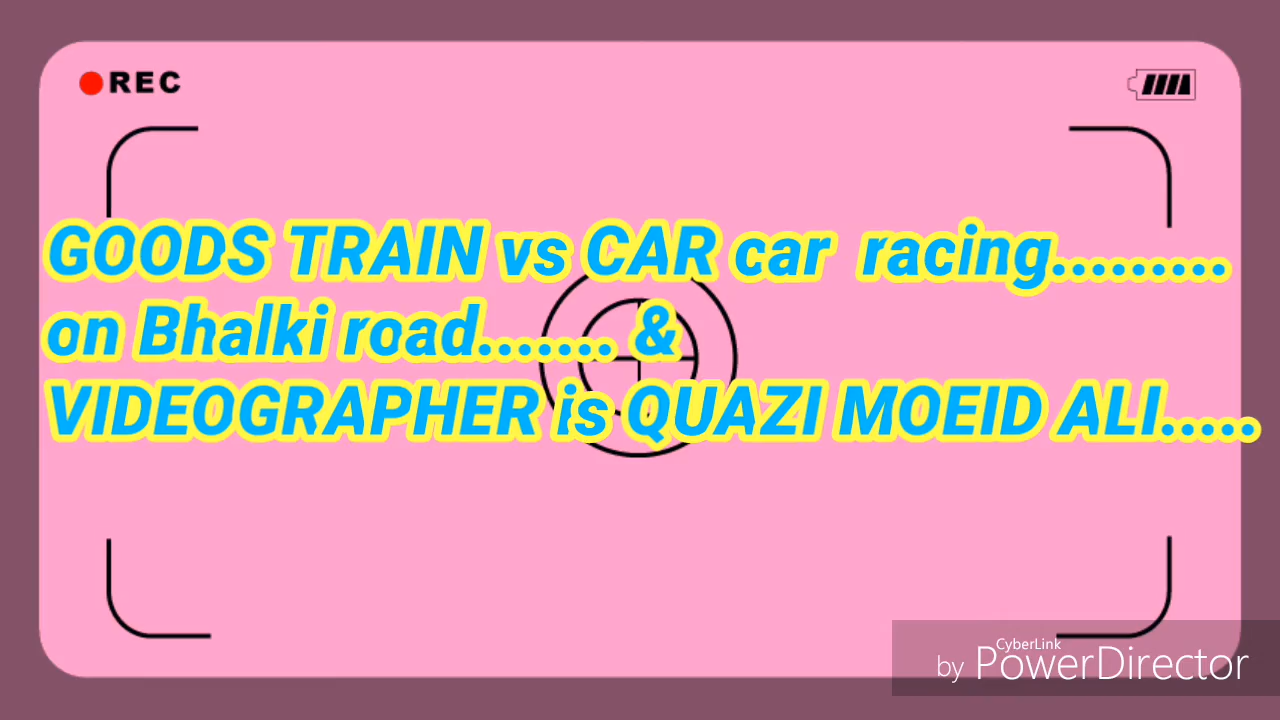 REC
GOODS TRAIN vs CAR car  racing.........
on Bhalki road....... &
VIDEOGRAPHER is QUAZI MOEID ALI.....
CyberLink
by PowerDirector